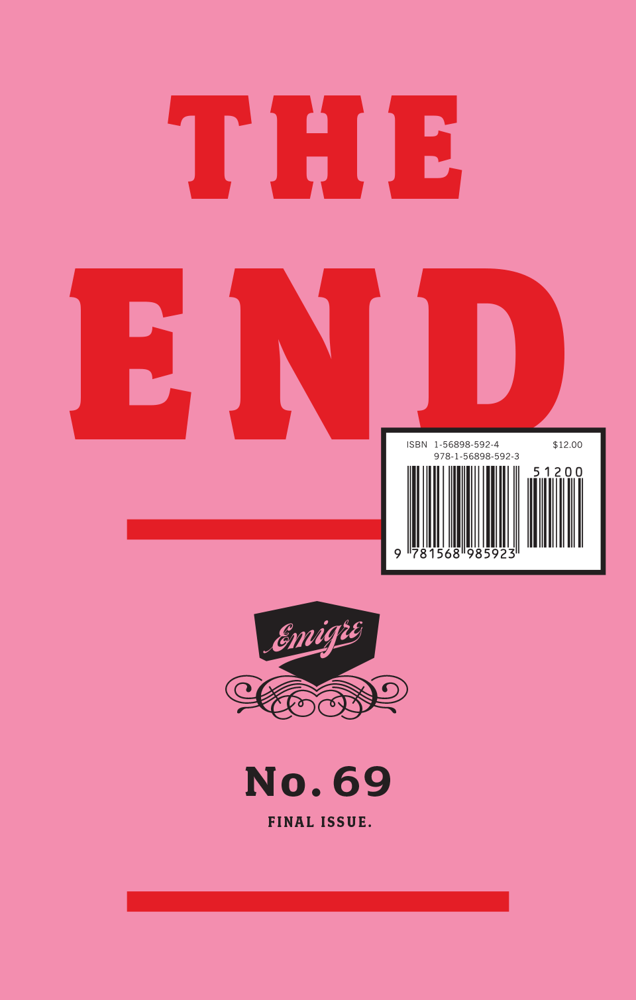 THE
END
ISBN 1-56898-592-4 $12.00
978-1-56898-592-3
51200
9 781568 985923
Emigre
No. 69
FINAL ISSUE.